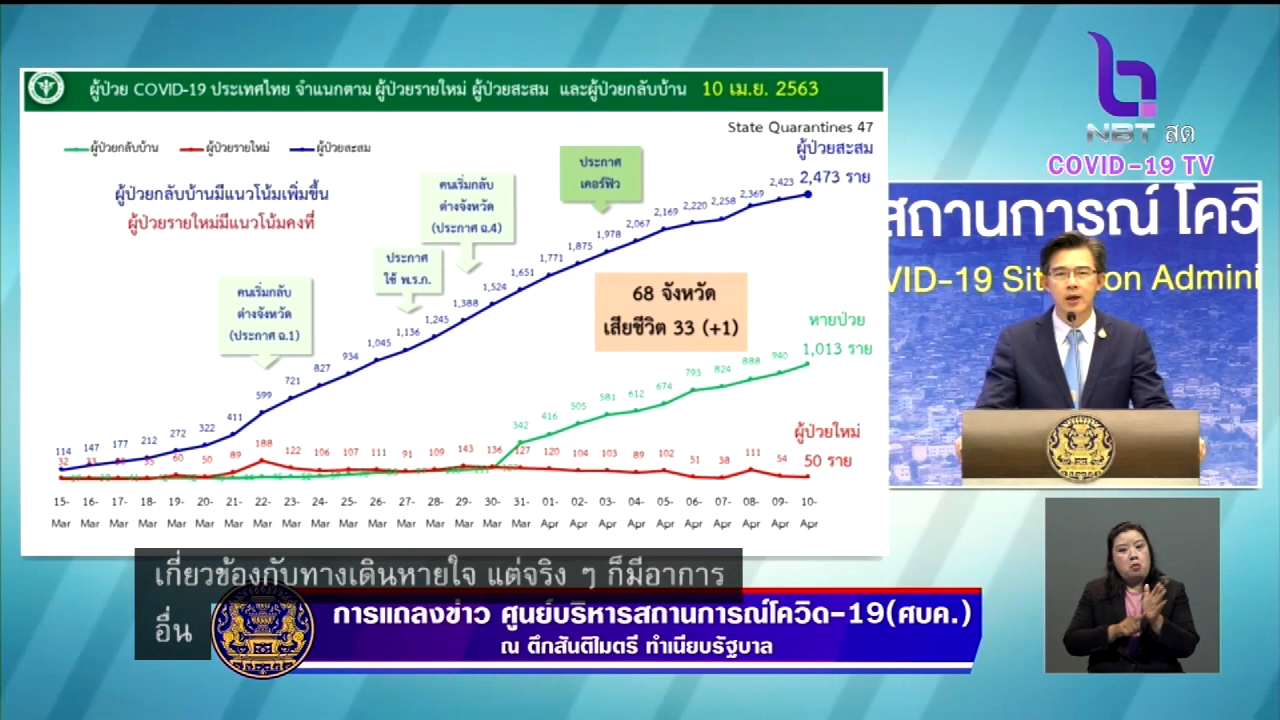 ผู้ป่วย COVID-19 ประเทศไทย จำแนกตาม ผู้ป่วยรายใหม่ ผู้ป่วยสะสม และผู้ป่วยกลับบ้าน 10 เม.ย. 2563
NBT สด
COVID-19 TV
State Quarantines 47
ผู้ป่วยกลับบ้าน ผู้ป่วยรายใหม่ ผู้ป่วยสะสม
ผู้ป่วยสะสม
2,473 ราย
ผู้ป่วยกลับบ้านมีแนวโน้มเพิ่มขึ้น
ผู้ป่วยรายใหม่มีแนวโน้มคงที่
คนเริ่มกลับ
ต่างจังหวัด
(ประกาศ ฉ.1)
ประกาศ
ใช้ พ.ร.ก.
คนเริ่มกลับ
ต่างจังหวัด
(ประกาศ ฉ.4)
ประกาศ
เคอร์ฟิว
68 จังหวัด
เสียชีวิต 33 (+1)
หายป่วย
1,013 ราย
ผู้ป่วยใหม่
50 ราย
114 147 177 212 272 322 411 599 721 827 934 1,045 1,136 1,245 1,388 1,524 1,651 1,771 1,875 1,978 2,067 2,169 2,220 2,258 2,369 2,423
342 416 505 581 612 674 793 824 888 940
32 33 60 50 89 188 122 106 107 111 91 109 143 136 127 120 104 103 89 102 51 38 111 54
15- 16- 17- 18- 19- 20- 21- 22- 23- 24- 25- 26- 27- 28- 29- 30- 31- 01- 02- 03- 04- 05- 06- 07- 08- 09- 10-
Mar Mar Mar Mar Mar Mar Mar Mar Mar Mar Mar Mar Mar Mar Mar Mar Mar Apr Apr Apr Apr Apr Apr Apr Apr Apr Apr
สถานการณ์ โควิ
VID-19 Sit on Admini
เกี่ยวข้องกับทางเดินหายใจ แต่จริง ๆ ก็มีอาการ
อื่น
การแถลงข่าว ศูนย์บริหารสถานการณ์โควิด-19(ศบค.)
ณ ตึกสันติไมตรี ทำเนียบรัฐบาล